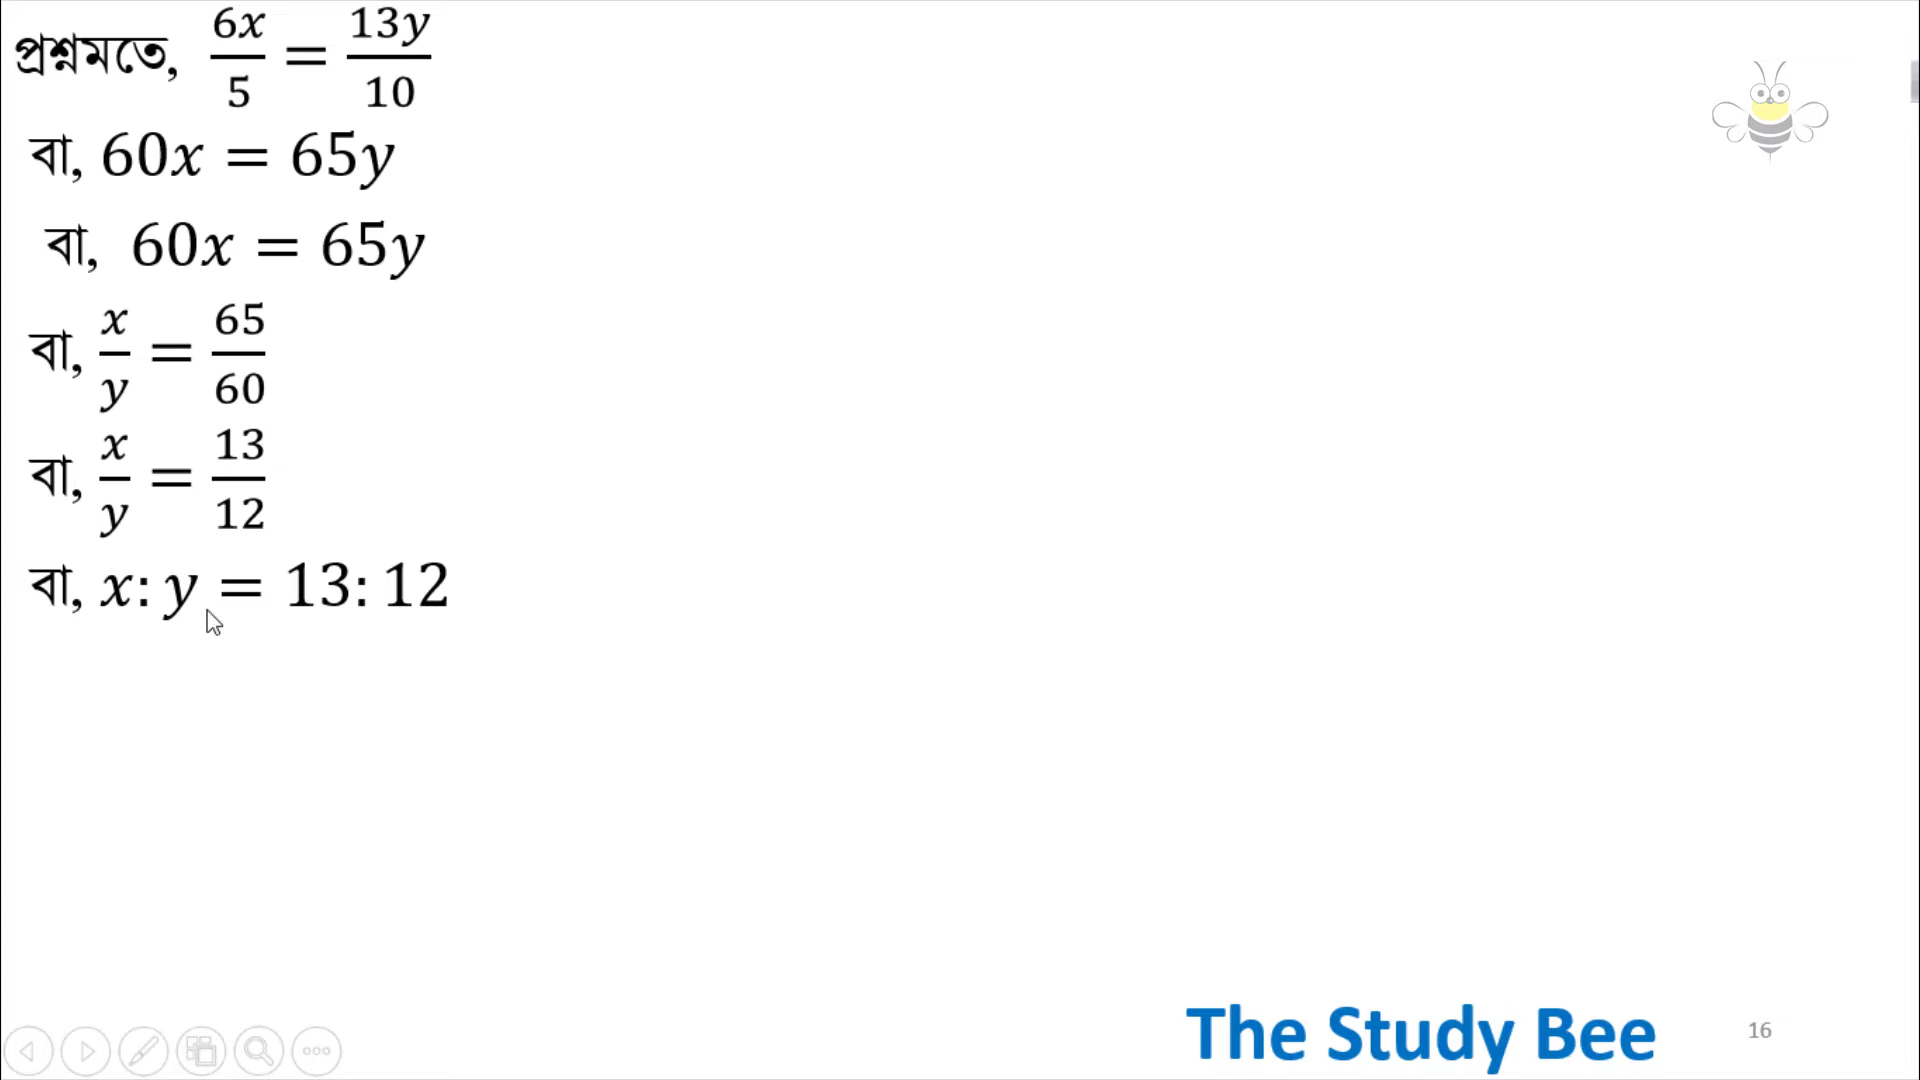 প্রশ্নমতে, 6x/5 = 13y/10
বা, 60x = 65y
বা, 60x = 65y
বা, x/y = 65/60
বা, x/y = 13/12
বা, x: y = 13: 12
The Study Bee
16